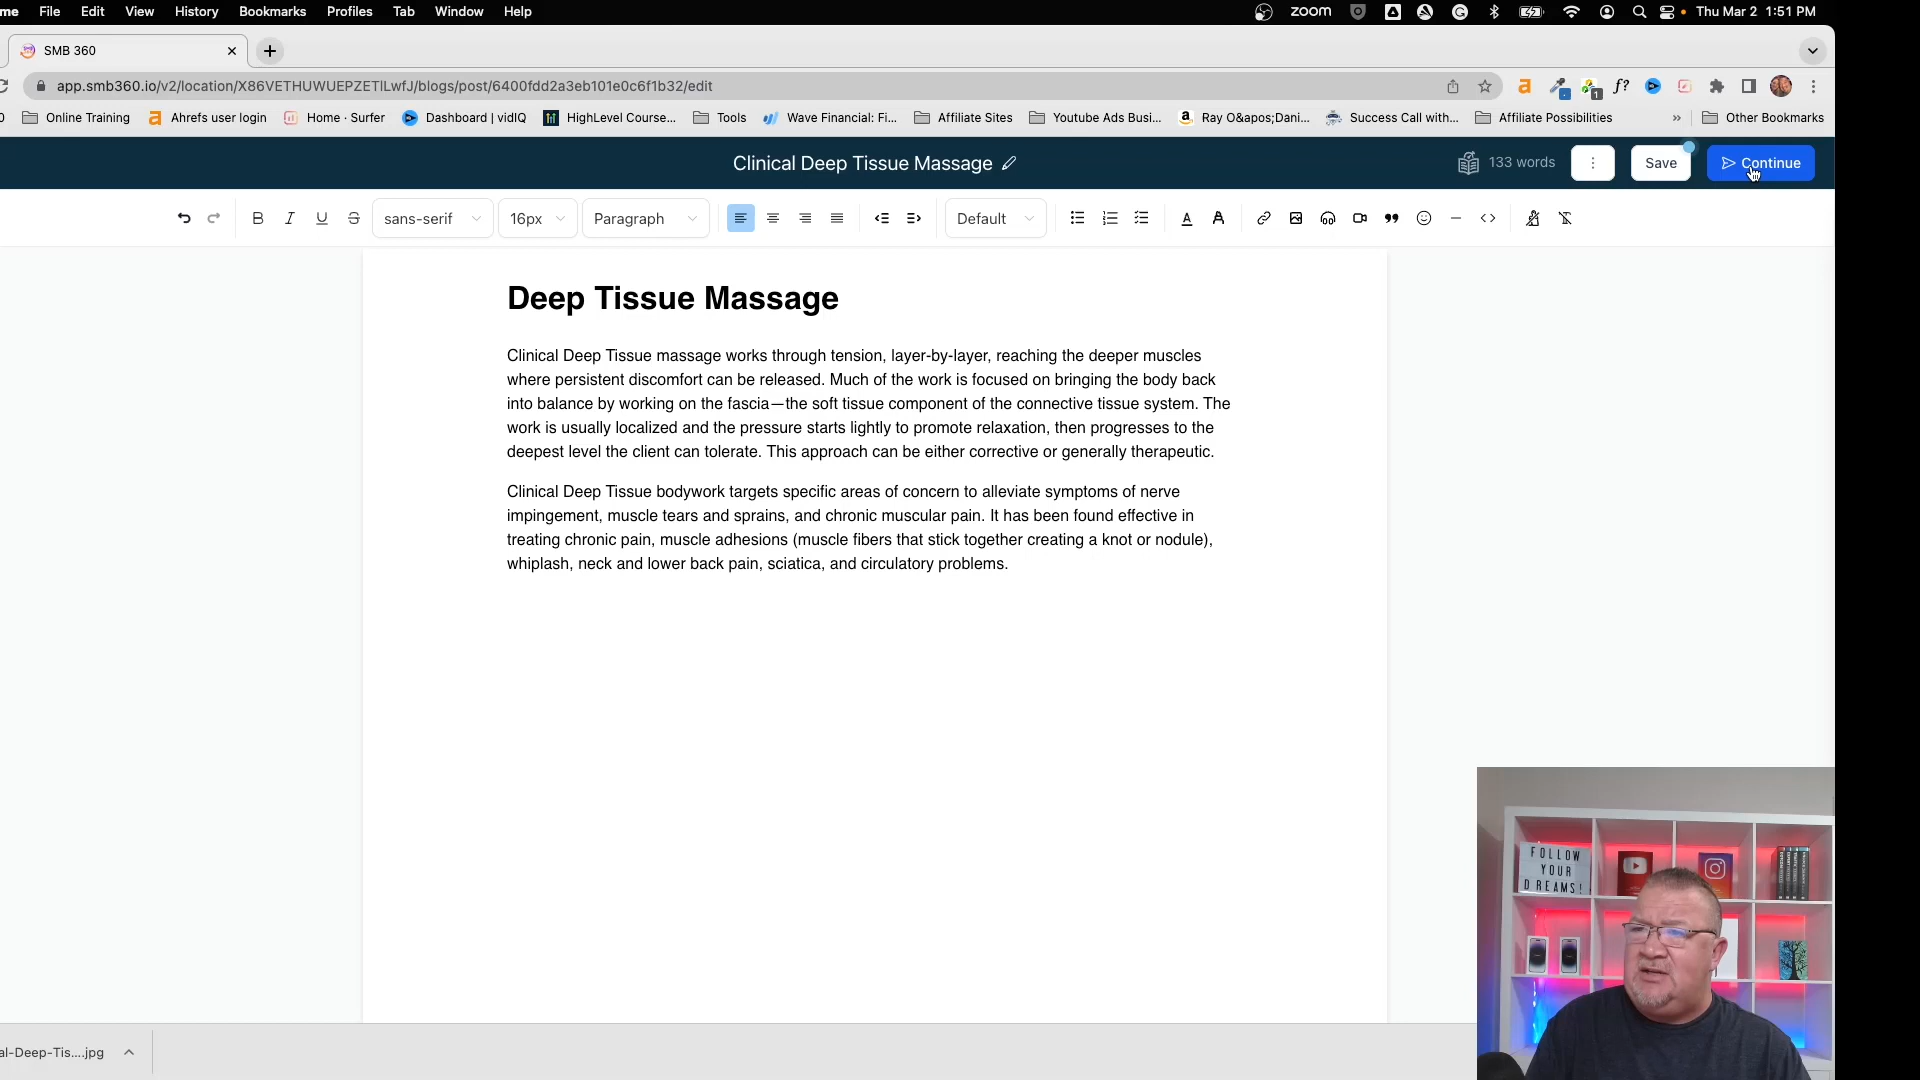 me File Edit View History Bookmarks Profiles Tab Window Help zoom Thu Mar 2 1:51 PM
SMB 360
app.smb360.io/v2/location/X86VETHUWUEPZETlLwfJ/blogs/post/6400fdd2a3eb101e0c6f1b32/edit
Online Training Ahrefs user login Home · Surfer Dashboard | vidIQ HighLevel Course... Tools Wave Financial: Fi... Affiliate Sites Youtube Ads Busi... Ray O&apos;Dani... Success Call with... Affiliate Possibilities » Other Bookmarks
Clinical Deep Tissue Massage 133 words Save Continue
B I U S sans-serif 16px Paragraph Default
Deep Tissue Massage
Clinical Deep Tissue massage works through tension, layer-by-layer, reaching the deeper muscles
where persistent discomfort can be released. Much of the work is focused on bringing the body back
into balance by working on the fascia—the soft tissue component of the connective tissue system. The
work is usually localized and the pressure starts lightly to promote relaxation, then progresses to the
deepest level the client can tolerate. This approach can be either corrective or generally therapeutic.
Clinical Deep Tissue bodywork targets specific areas of concern to alleviate symptoms of nerve
impingement, muscle tears and sprains, and chronic muscular pain. It has been found effective in
treating chronic pain, muscle adhesions (muscle fibers that stick together creating a knot or nodule),
whiplash, neck and lower back pain, sciatica, and circulatory problems.
FOLLOW
YOUR
DREAMS!
al-Deep-Tis....jpg